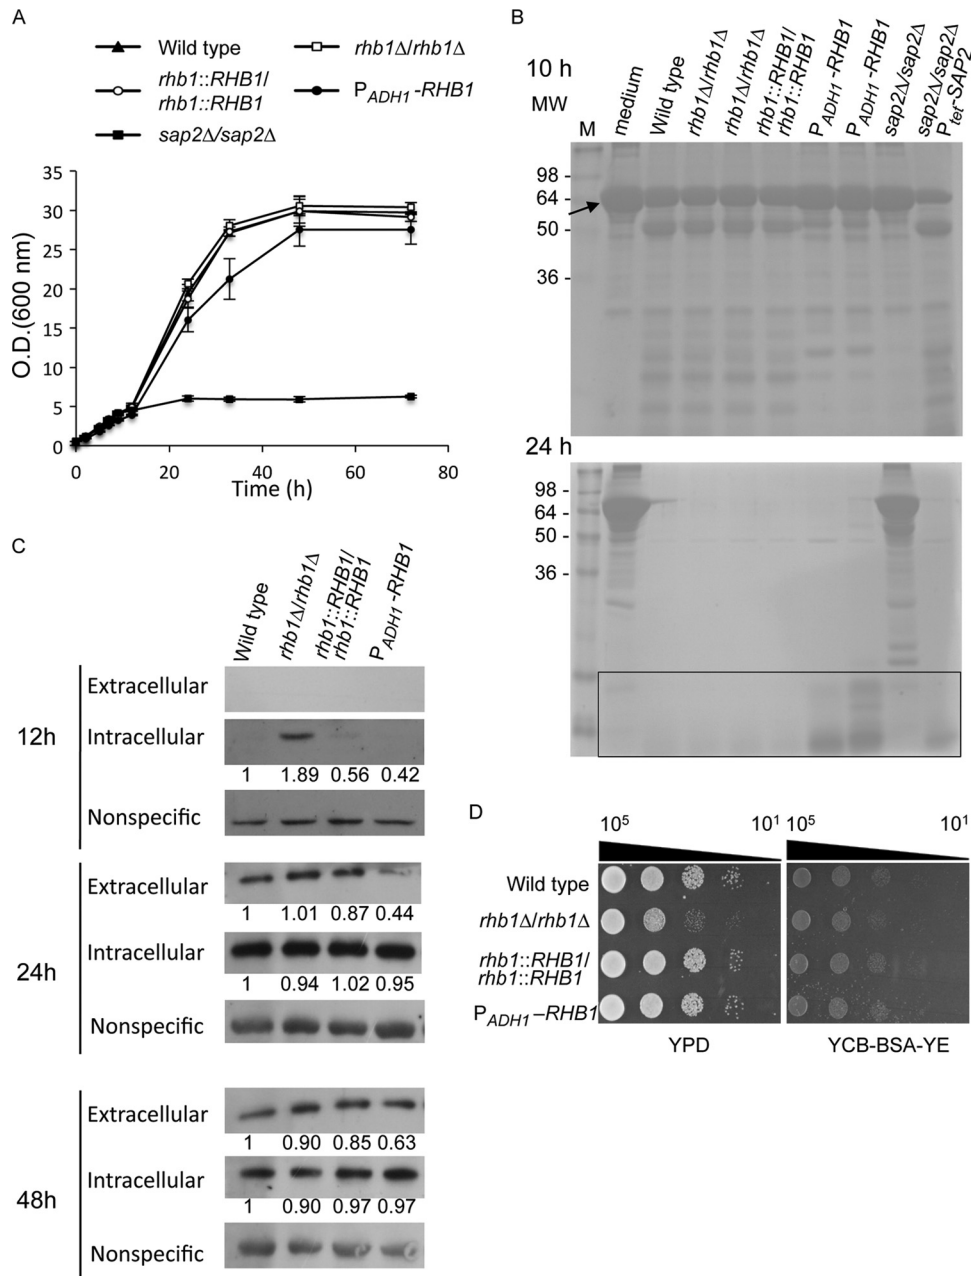 A
Wild type
rhb1Δ/rhb1Δ
rhb1::RHB1/
rhb1::RHB1
PADH1-RHB1
sap2Δ/sap2Δ
O.D.(600 nm)
35
30
25
20
15
10
5
0
0 20 40 60 80
Time (h)
B
10 h
MW
M
medium
Wild type
rhb1Δ/rhb1Δ
rhb1Δ/rhb1Δ
rhb1::RHB1/
rhb1::RHB1
PADH1-RHB1
PADH1-RHB1
sap2Δ/sap2Δ
sap2Δ/sap2Δ
Ptet-SAP2
98 -
64 -
50 -
36 -
24 h
98 -
64 -
50 -
36 -
C
Wild type
rhb1Δ/rhb1Δ
rhb1::RHB1/
rhb1::RHB1
PADH1-RHB1
12h
Extracellular
Intracellular
1 1.89 0.56 0.42
Nonspecific
24h
Extracellular
1 1.01 0.87 0.44
Intracellular
1 0.94 1.02 0.95
Nonspecific
48h
Extracellular
1 0.90 0.85 0.63
Intracellular
1 0.90 0.97 0.97
Nonspecific
D
105 101 105 101
Wild type
rhb1Δ/rhb1Δ
rhb1::RHB1/
rhb1::RHB1
PADH1–RHB1
YPD YCB-BSA-YE